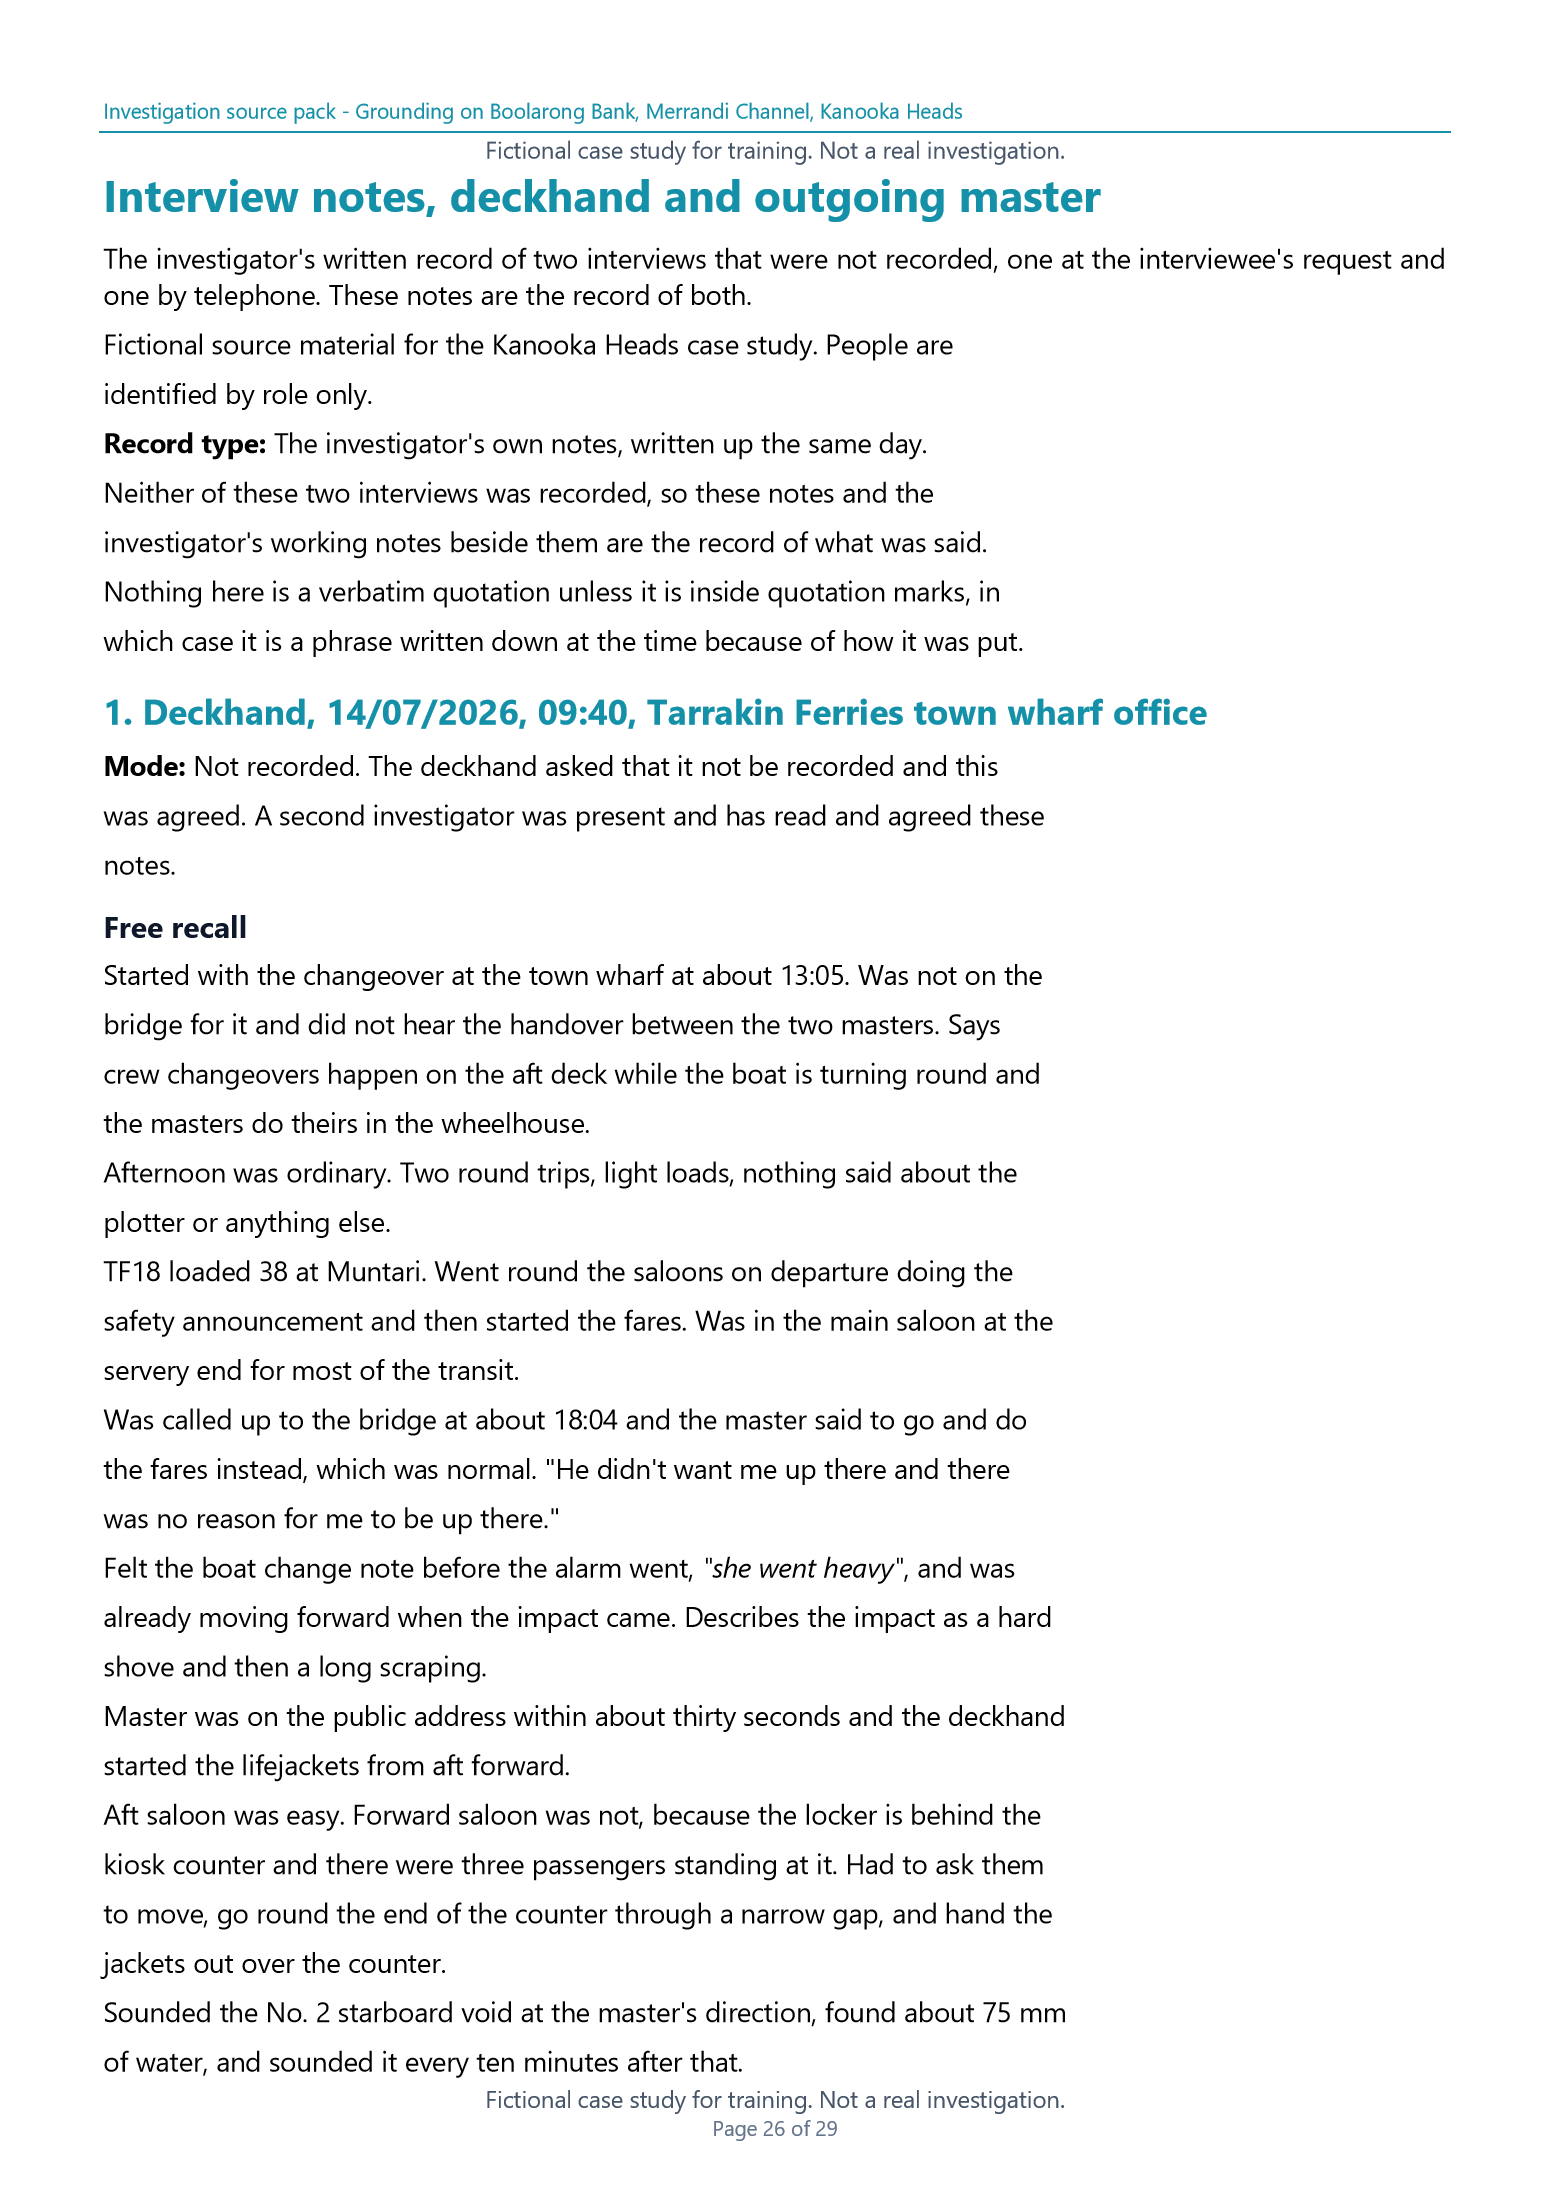 Investigation source pack - Grounding on Boolarong Bank, Merrandi Channel, Kanooka Heads
Fictional case study for training. Not a real investigation.
Interview notes, deckhand and outgoing master
The investigator's written record of two interviews that were not recorded, one at the interviewee's request and
one by telephone. These notes are the record of both.
Fictional source material for the Kanooka Heads case study. People are
identified by role only.
Record type: The investigator's own notes, written up the same day.
Neither of these two interviews was recorded, so these notes and the
investigator's working notes beside them are the record of what was said.
Nothing here is a verbatim quotation unless it is inside quotation marks, in
which case it is a phrase written down at the time because of how it was put.
1. Deckhand, 14/07/2026, 09:40, Tarrakin Ferries town wharf office
Mode: Not recorded. The deckhand asked that it not be recorded and this
was agreed. A second investigator was present and has read and agreed these
notes.
Free recall
Started with the changeover at the town wharf at about 13:05. Was not on the
bridge for it and did not hear the handover between the two masters. Says
crew changeovers happen on the aft deck while the boat is turning round and
the masters do theirs in the wheelhouse.
Afternoon was ordinary. Two round trips, light loads, nothing said about the
plotter or anything else.
TF18 loaded 38 at Muntari. Went round the saloons on departure doing the
safety announcement and then started the fares. Was in the main saloon at the
servery end for most of the transit.
Was called up to the bridge at about 18:04 and the master said to go and do
the fares instead, which was normal. "He didn't want me up there and there
was no reason for me to be up there."
Felt the boat change note before the alarm went, "she went heavy", and was
already moving forward when the impact came. Describes the impact as a hard
shove and then a long scraping.
Master was on the public address within about thirty seconds and the deckhand
started the lifejackets from aft forward.
Aft saloon was easy. Forward saloon was not, because the locker is behind the
kiosk counter and there were three passengers standing at it. Had to ask them
to move, go round the end of the counter through a narrow gap, and hand the
jackets out over the counter.
Sounded the No. 2 starboard void at the master's direction, found about 75 mm
of water, and sounded it every ten minutes after that.
Fictional case study for training. Not a real investigation.
Page 26 of 29